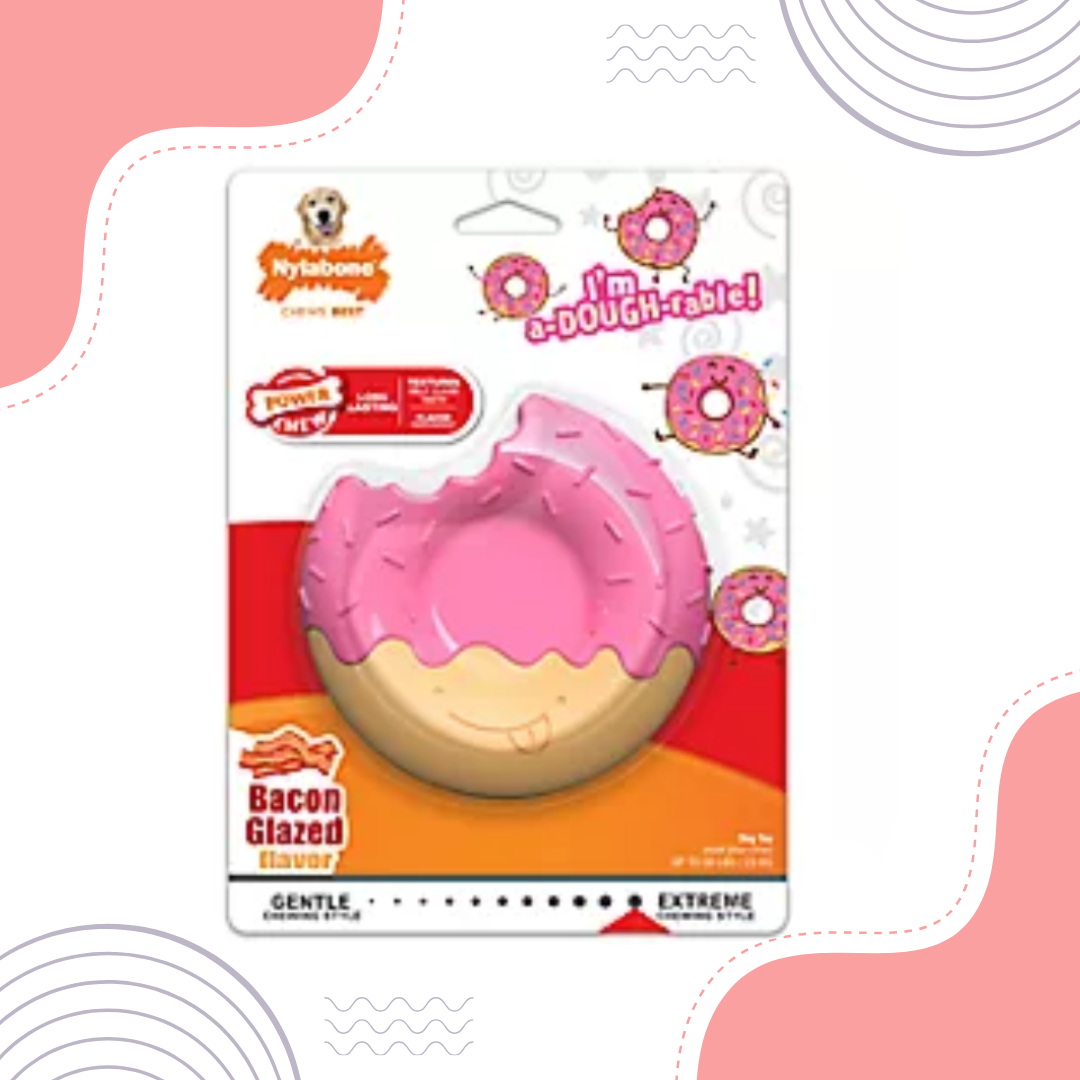 Nylabone
CHEWS BEST
I'm
a-DOUGH-rable!
POWER
CHEW
LONG
LASTING
Bacon
Glazed
flavor
GENTLE
CHEWING STYLE
EXTREME
CHEWING STYLE